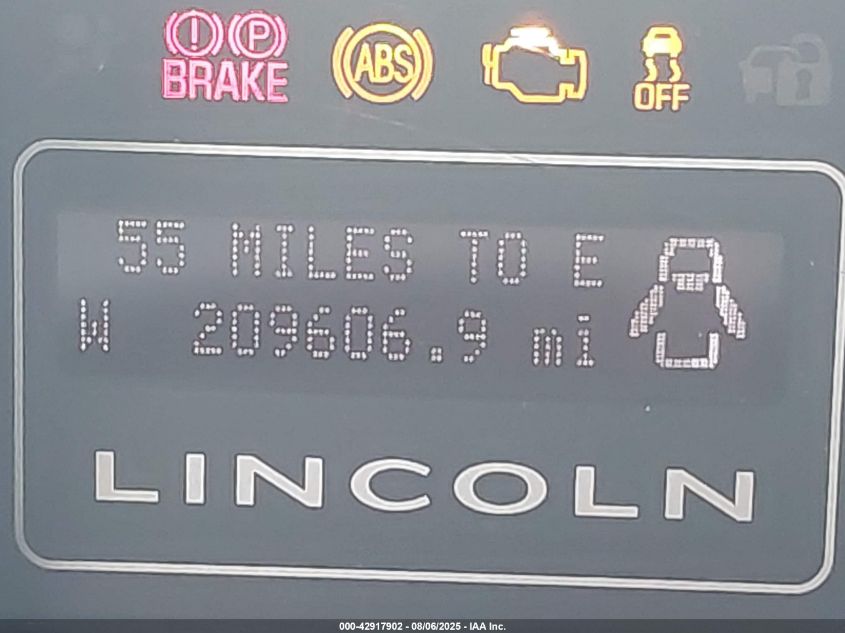 (!) (P)
BRAKE
ABS
OFF
55 MILES TO E
W 209606.9 mi
LINCOLN
000-42917902 - 08/06/2025 - IAA Inc.